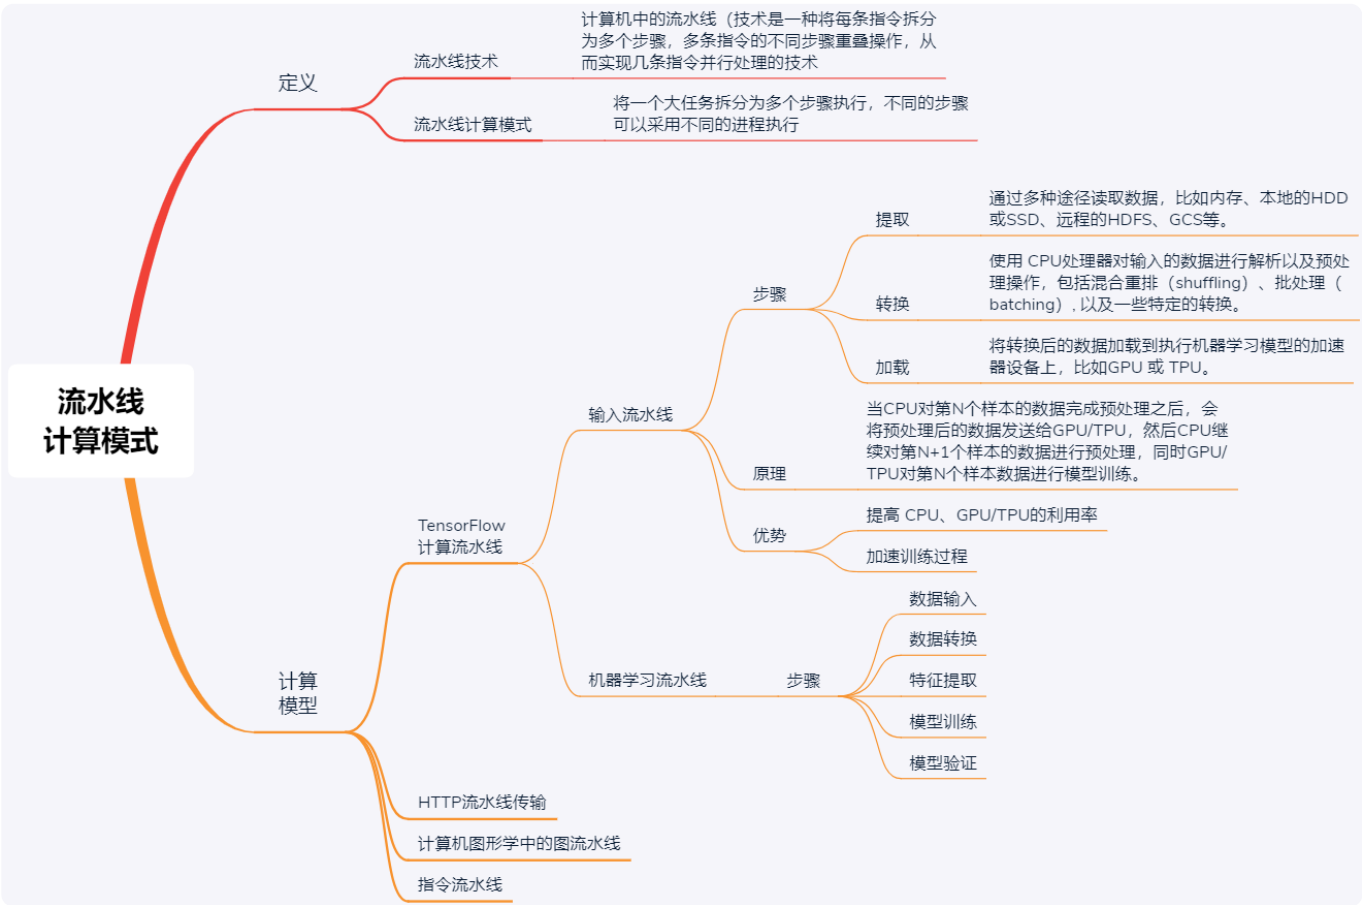 计算机中的流水线（技术是一种将每条指令拆分
为多个步骤，多条指令的不同步骤重叠操作，从
而实现几条指令并行处理的技术
流水线技术
定义
将一个大任务拆分为多个步骤执行，不同的步骤
可以采用不同的进程执行
流水线计算模式
通过多种途径读取数据，比如内存、本地的HDD
或SSD、远程的HDFS、GCS等。
提取
使用 CPU处理器对输入的数据进行解析以及预处
理操作，包括混合重排（shuffling）、批处理（
batching）, 以及一些特定的转换。
转换
步骤
将转换后的数据加载到执行机器学习模型的加速
器设备上，比如GPU 或 TPU。
加载
流水线
计算模式
输入流水线
当CPU对第N个样本的数据完成预处理之后，会
将预处理后的数据发送给GPU/TPU，然后CPU继
续对第N+1个样本的数据进行预处理，同时GPU/
TPU对第N个样本数据进行模型训练。
原理
提高 CPU、GPU/TPU的利用率
优势
加速训练过程
TensorFlow
计算流水线
数据输入
数据转换
机器学习流水线
步骤
特征提取
模型训练
模型验证
计算
模型
HTTP流水线传输
计算机图形学中的图流水线
指令流水线